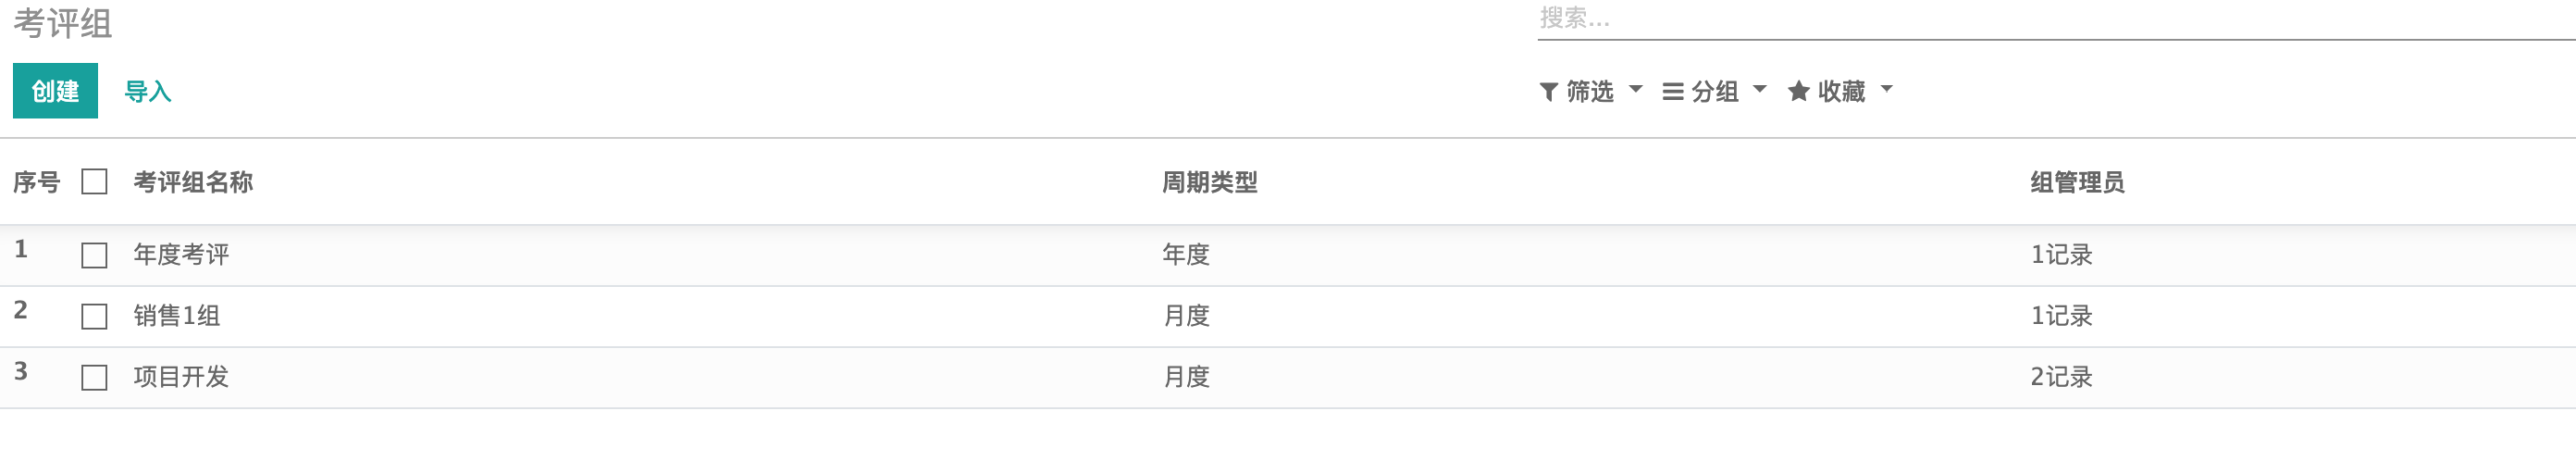 考评组
搜索...
创建 导入
筛选 分组 收藏
序号 考评组名称 周期类型 组管理员
1 年度考评 年度 1记录
2 销售1组 月度 1记录
3 项目开发 月度 2记录